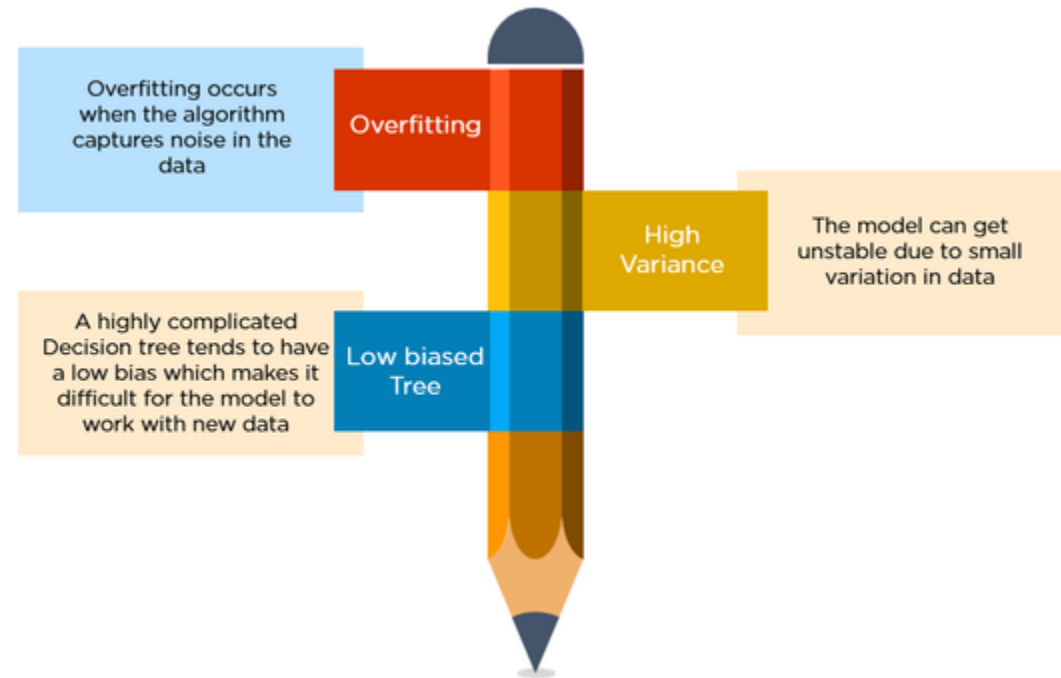 Overfitting occurs
when the algorithm
captures noise in the
data
Overfitting
High
Variance
The model can get
unstable due to small
variation in data
A highly complicated
Decision tree tends to have
a low bias which makes it
difficult for the model to
work with new data
Low biased
Tree